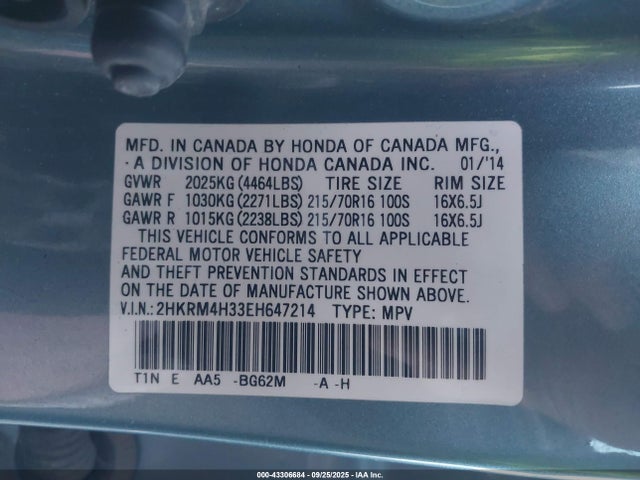 MFD. IN CANADA BY HONDA OF CANADA MFG.,
A DIVISION OF HONDA CANADA INC. 01/'14
GVWR 2025KG (4464LBS) TIRE SIZE RIM SIZE
GAWR F 1030KG (2271LBS) 215/70R16 100S 16X6.5J
GAWR R 1015KG (2238LBS) 215/70R16 100S 16X6.5J
THIS VEHICLE CONFORMS TO ALL APPLICABLE
FEDERAL MOTOR VEHICLE SAFETY
AND THEFT PREVENTION STANDARDS IN EFFECT
ON THE DATE OF MANUFACTURE SHOWN ABOVE.
V.I.N.: 2HKRM4H33EH647214 TYPE: MPV
T1N E AA5 -BG62M -A -H
000-43306684 - 09/25/2025 - IAA Inc.